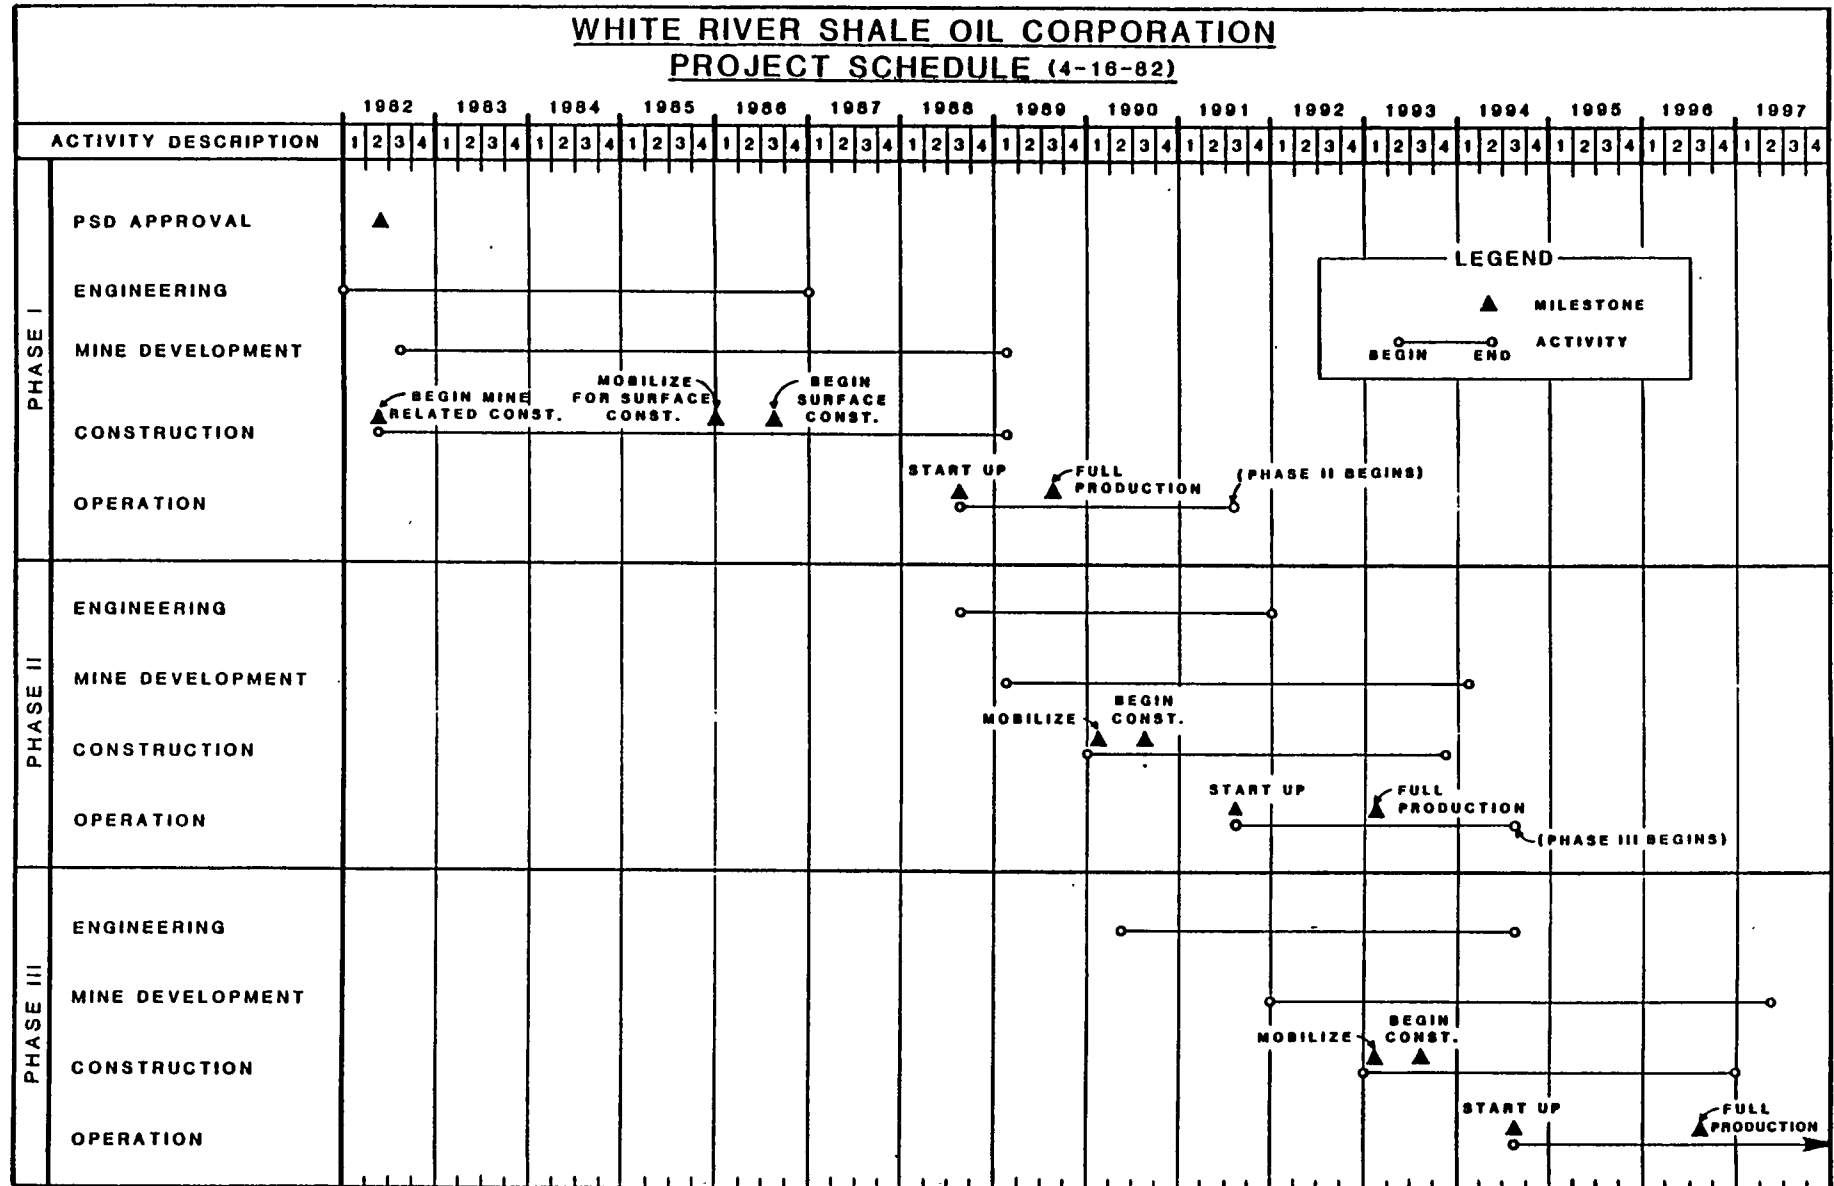 WHITE RIVER SHALE OIL CORPORATION
PROJECT SCHEDULE (4-16-82)
1982 1983 1984 1985 1986 1987 1988 1989 1990 1991 1992 1993 1994 1995 1996 1997
ACTIVITY DESCRIPTION 1 2 3 4 1 2 3 4 1 2 3 4 1 2 3 4 1 2 3 4 1 2 3 4 1 2 3 4 1 2 3 4 1 2 3 4 1 2 3 4 1 2 3 4 1 2 3 4 1 2 3 4 1 2 3 4 1 2 3 4 1 2 3 4
PHASE I
PSD APPROVAL
LEGEND
MILESTONE
ACTIVITY
BEGIN END
ENGINEERING
MINE DEVELOPMENT
BEGIN MINE
RELATED CONST.
MOBILIZE
FOR SURFACE
CONST.
BEGIN
SURFACE
CONST.
CONSTRUCTION
START UP
FULL
PRODUCTION
(PHASE II BEGINS)
OPERATION
PHASE II
ENGINEERING
MINE DEVELOPMENT
MOBILIZE
BEGIN
CONST.
CONSTRUCTION
START UP
FULL
PRODUCTION
OPERATION
(PHASE III BEGINS)
PHASE III
ENGINEERING
MINE DEVELOPMENT
MOBILIZE
BEGIN
CONST.
CONSTRUCTION
START UP
FULL
PRODUCTION
OPERATION